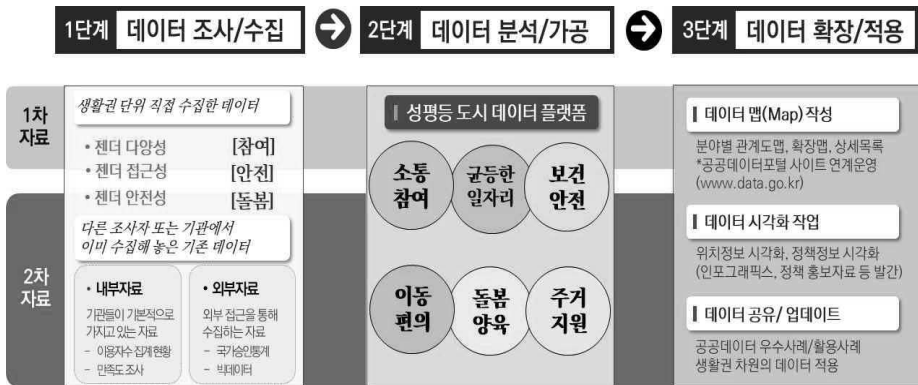 1단계 데이터 조사/수집
2단계 데이터 분석/가공
3단계 데이터 확장/적용
1차
자료
생활권 단위 직접 수집한 데이터
• 젠더 다양성 [참여]
• 젠더 접근성 [안전]
• 젠더 안전성 [돌봄]
2차
자료
다른 조사자 또는 기관에서
이미 수집해 놓은 기존 데이터
• 내부자료
기관들이 기본적으로
가지고 있는 자료
- 이용자수 집계현황
- 만족도 조사
• 외부자료
외부 접근을 통해
수집하는 자료
- 국가승인통계
- 빅데이터
성평등 도시 데이터 플랫폼
소통
참여
균등한
일자리
보건
안전
이동
편의
돌봄
양육
주거
지원
데이터 맵(Map) 작성
분야별 관계도맵, 확장맵, 상세목록
*공공데이터포털 사이트 연계운영
(www.data.go.kr)
데이터 시각화 작업
위치정보 시각화, 정책정보 시각화
(인포그래픽스, 정책 홍보자료 등 발간)
데이터 공유/ 업데이트
공공데이터 우수사례/활용사례
생활권 차원의 데이터 적용